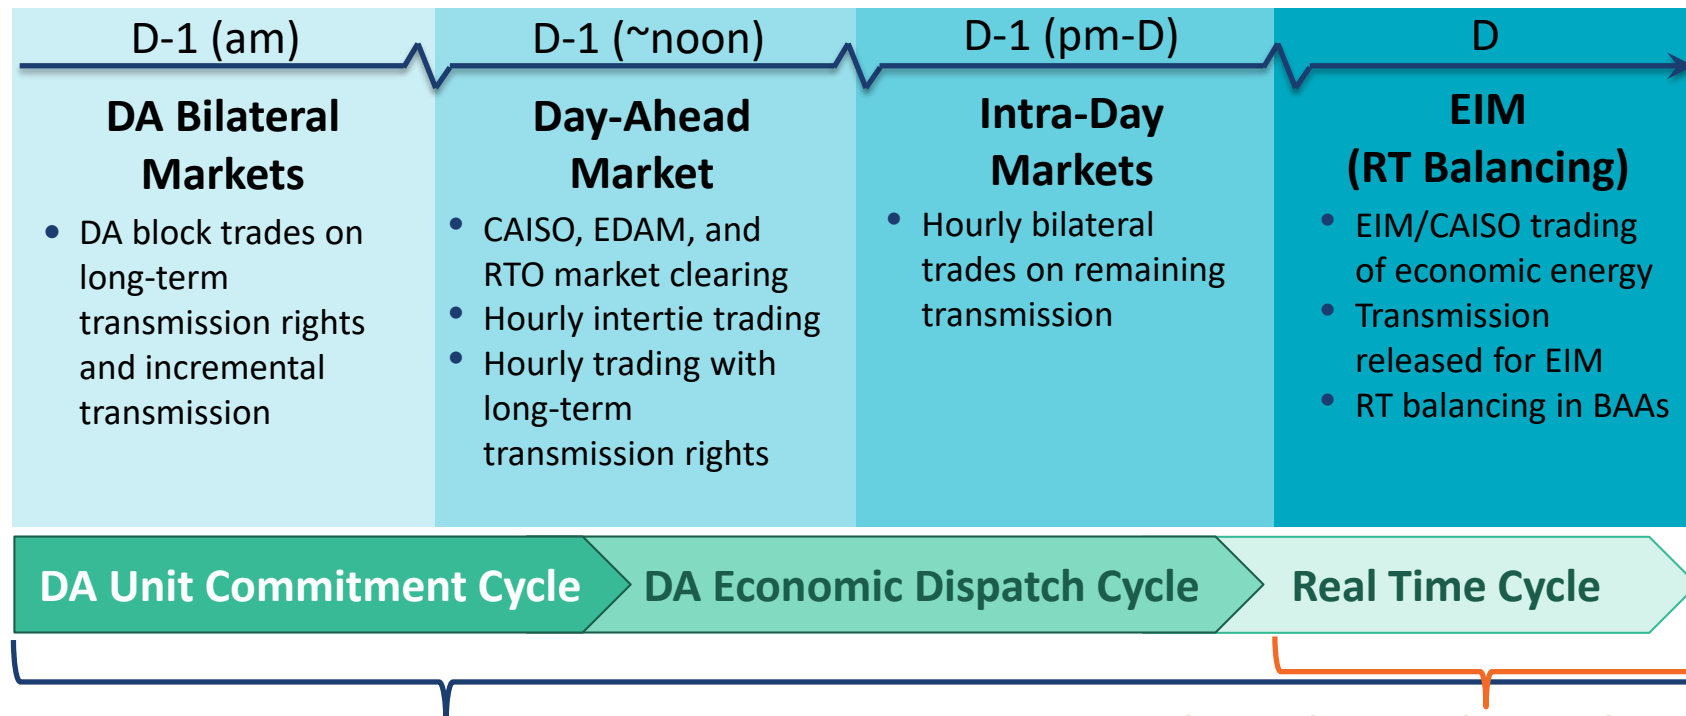 D-1 (am)
DA Bilateral
Markets
• DA block trades on
long-term
transmission rights
and incremental
transmission
D-1 (~noon)
Day-Ahead
Market
• CAISO, EDAM, and
RTO market clearing
• Hourly intertie trading
• Hourly trading with
long-term
transmission rights
D-1 (pm-D)
Intra-Day
Markets
• Hourly bilateral
trades on remaining
transmission
D
EIM
(RT Balancing)
• EIM/CAISO trading
of economic energy
• Transmission
released for EIM
• RT balancing in BAAs
DA Unit Commitment Cycle
DA Economic Dispatch Cycle
Real Time Cycle